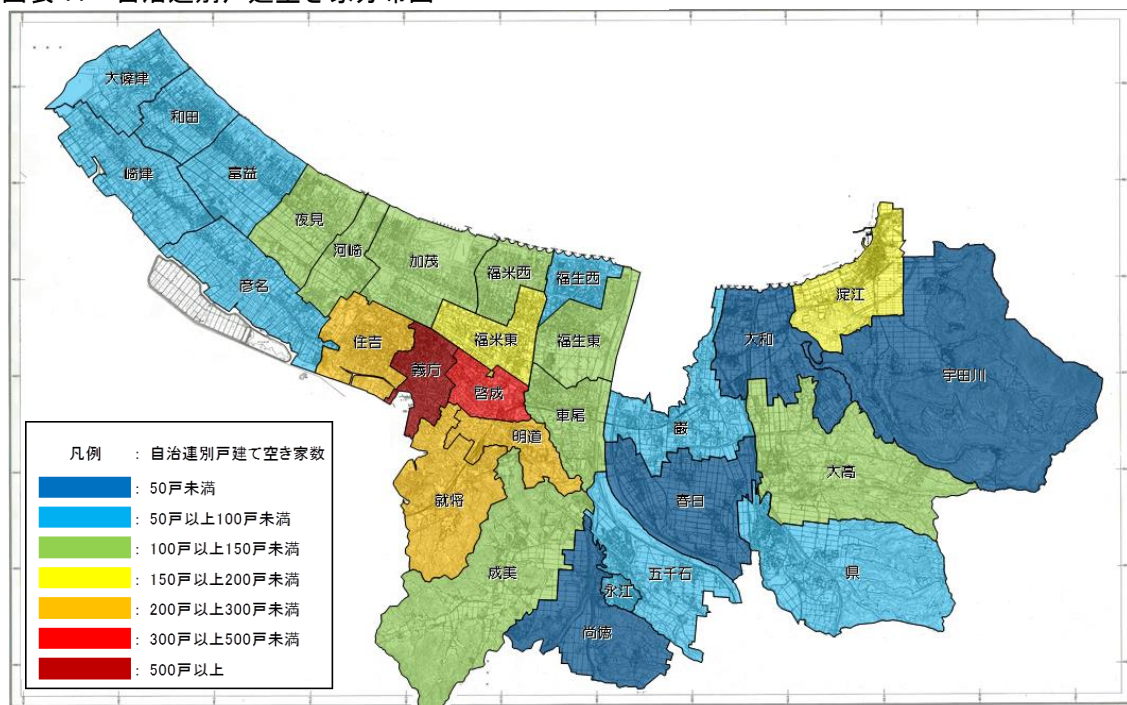 大篠津
和田
崎津
富益
夜見
河崎
彦名
加茂
福米西
福生西
淀江
住吉
福米東
福生東
大和
宇田川
義方
啓成
車尾
巌
明道
大高
就将
春日
成美
五千石
県
永江
尚徳
凡例 : 自治連別戸建て空き家数
: 50戸未満
: 50戸以上100戸未満
: 100戸以上150戸未満
: 150戸以上200戸未満
: 200戸以上300戸未満
: 300戸以上500戸未満
: 500戸以上